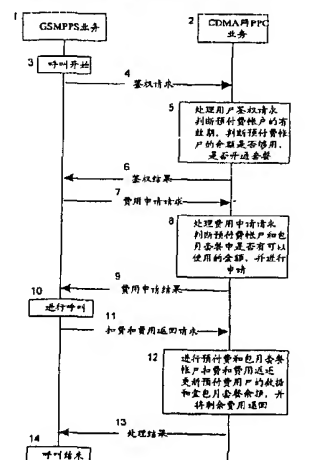 1
GSMPPS业务
2
CDMA网PPC
业务
3
呼叫开始
4
鉴权请求
5
处理用户鉴权请求
判断预付费帐户的有
效期,判断预付费帐
户的余额是否够用,
是否开通套餐
6
鉴权结果
7
费用申请请求
8
处理费用申请请求
判断预付费帐户和包
月套餐中是否有可以
使用的金额,并进行
申请
9
费用申请结果
10
进行呼叫
11
扣费和费用返回请求
12
进行预付费和包月套餐
帐户扣费和费用返还
更新预付费用户的数据
和包月套餐余额,并
将剩余费用退回
13
处理结果
14
呼叫结束